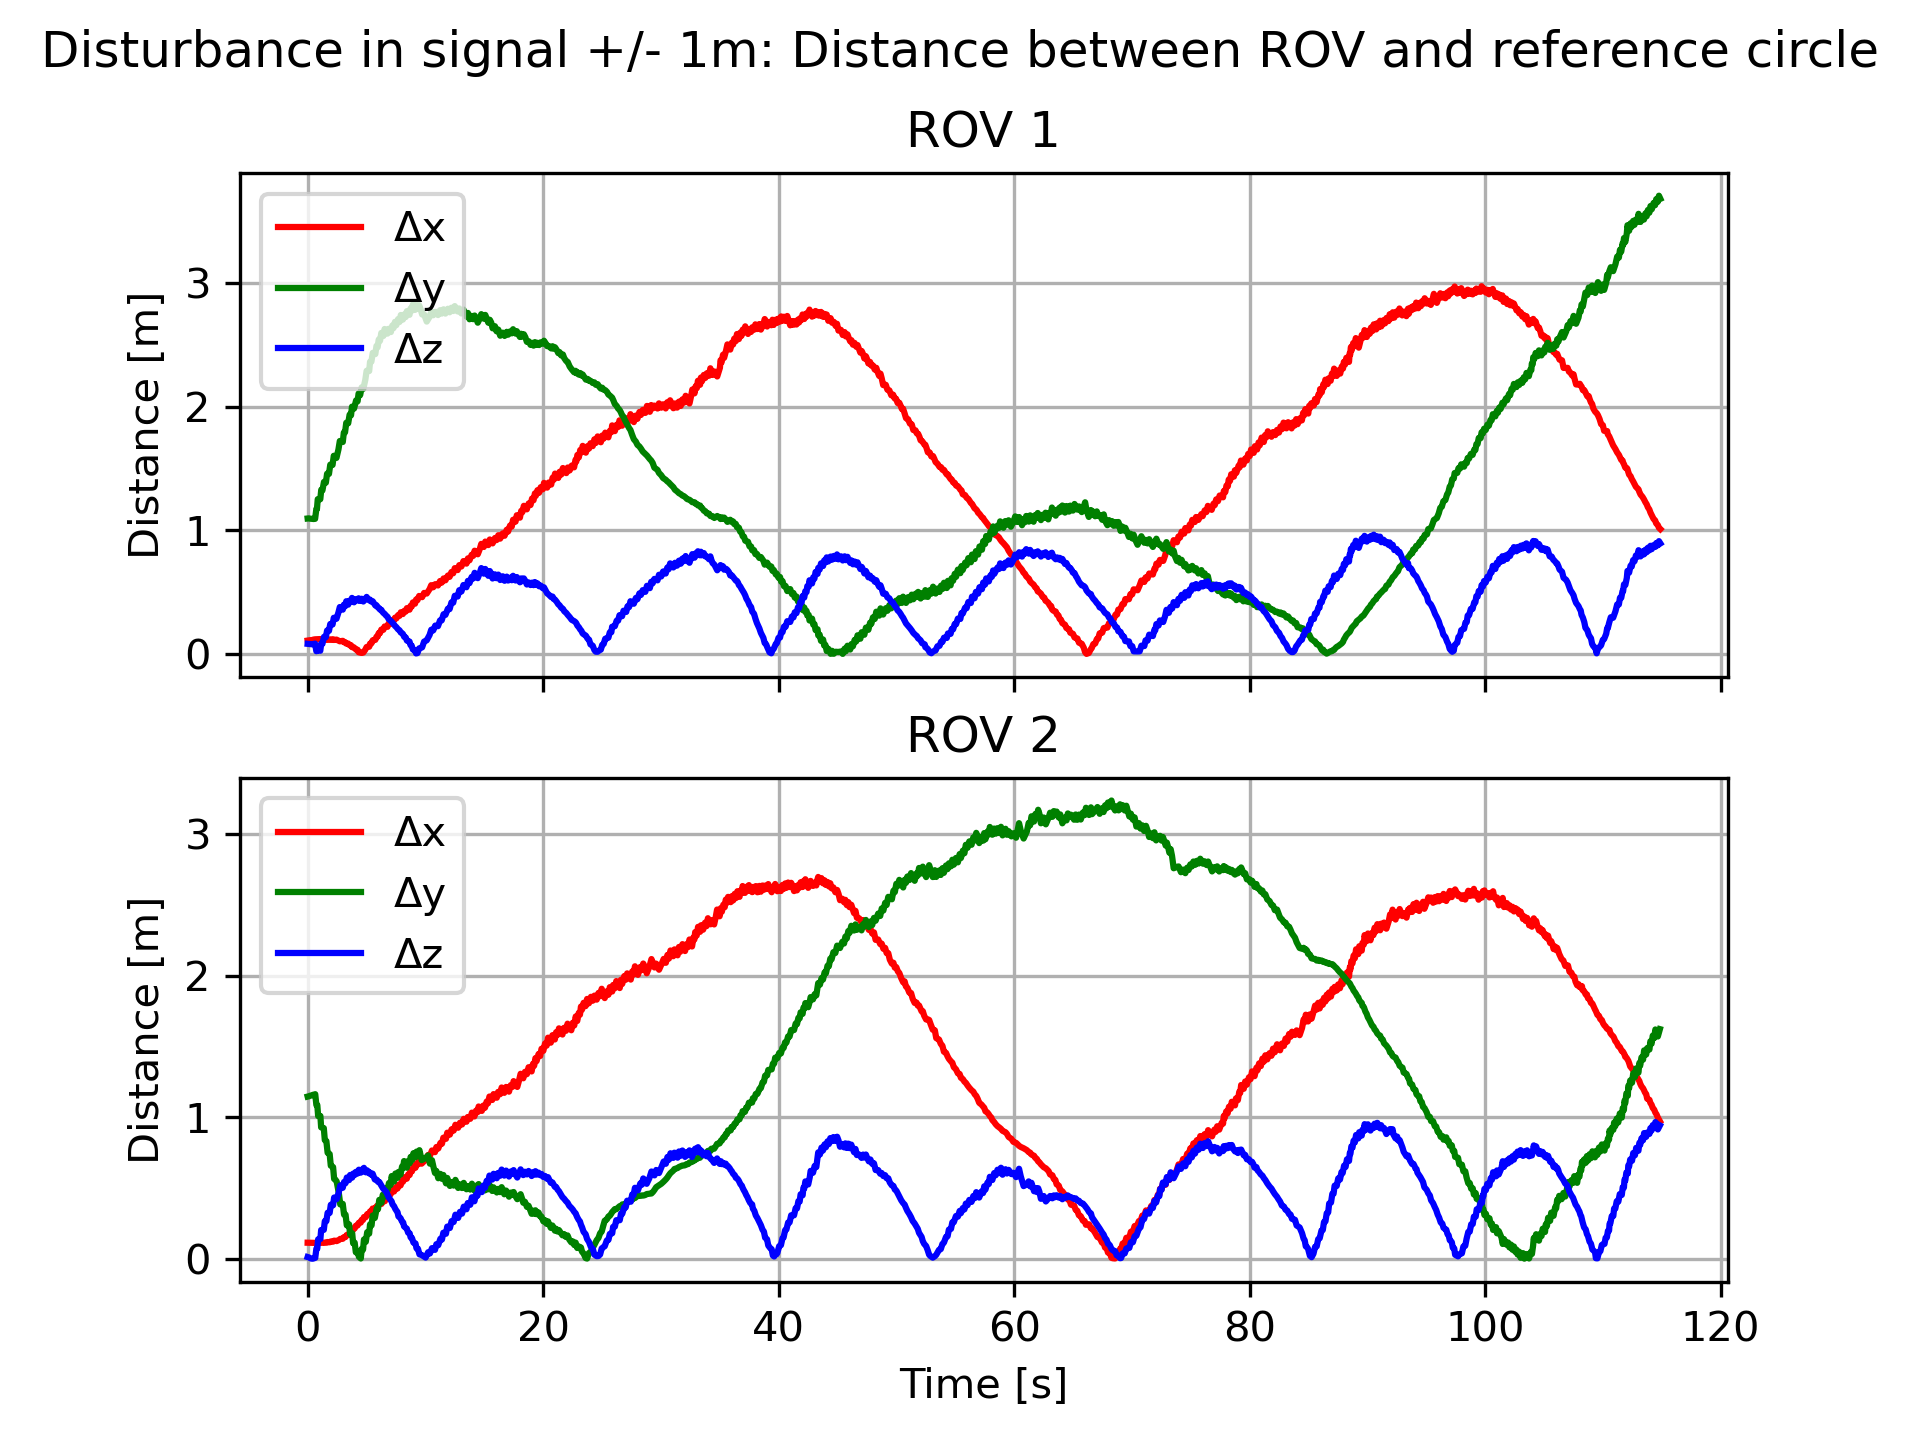 Disturbance in signal +/- 1m: Distance between ROV and reference circle
ROV 1
Δx
Δy
Δz
Distance [m]
3
2
1
0
ROV 2
Δx
Δy
Δz
Distance [m]
3
2
1
0
0 20 40 60 80 100 120
Time [s]